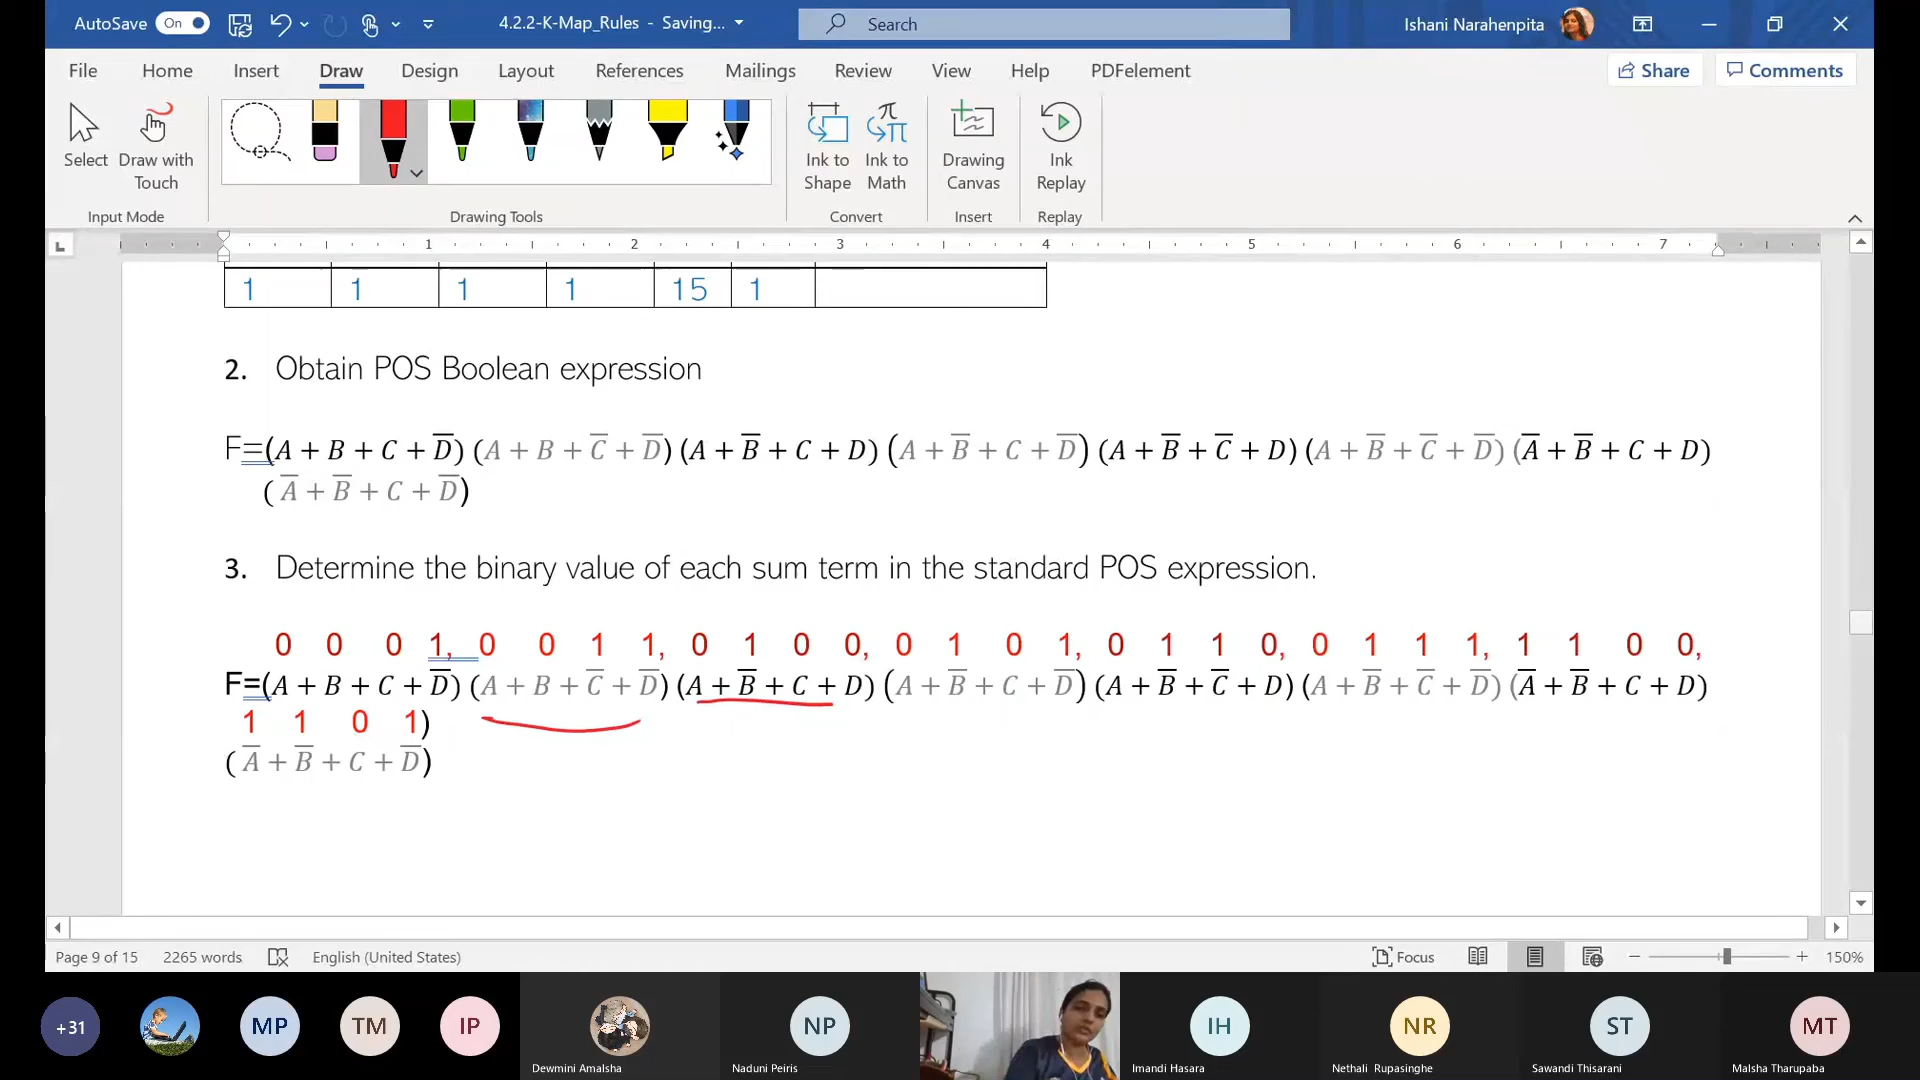 AutoSave On 4.2.2-K-Map_Rules - Saving... Search Ishani Narahenpita
File Home Insert Draw Design Layout References Mailings Review View Help PDFelement Share Comments
Select Draw with Touch Ink to Shape Ink to Math Drawing Canvas Ink Replay
Input Mode Drawing Tools Convert Insert Replay
L 1 2 3 4 5 6 7
1 1 1 1 15 1
2. Obtain POS Boolean expression
F=(A + B + C + D̅) (A + B + C̅ + D̅) (A + B̅ + C + D) (A + B̅ + C + D̅) (A + B̅ + C̅ + D) (A + B̅ + C̅ + D̅) (A̅ + B̅ + C + D)
( A̅ + B̅ + C + D̅)
3. Determine the binary value of each sum term in the standard POS expression.
0 0 0 1, 0 0 1 1, 0 1 0 0, 0 1 0 1, 0 1 1 0, 0 1 1 1, 1 1 0 0,
F=(A + B + C + D̅) (A + B + C̅ + D̅) (A + B̅ + C + D) (A + B̅ + C + D̅) (A + B̅ + C̅ + D) (A + B̅ + C̅ + D̅) (A̅ + B̅ + C + D)
1 1 0 1)
( A̅ + B̅ + C + D̅)
Page 9 of 15 2265 words English (United States) Focus 150%
+31 MP TM IP NP IH NR ST MT
Dewmini Amalsha Naduni Peiris Imandi Hasara Nethali Rupasinghe Sawandi Thisarani Malsha Tharupaba